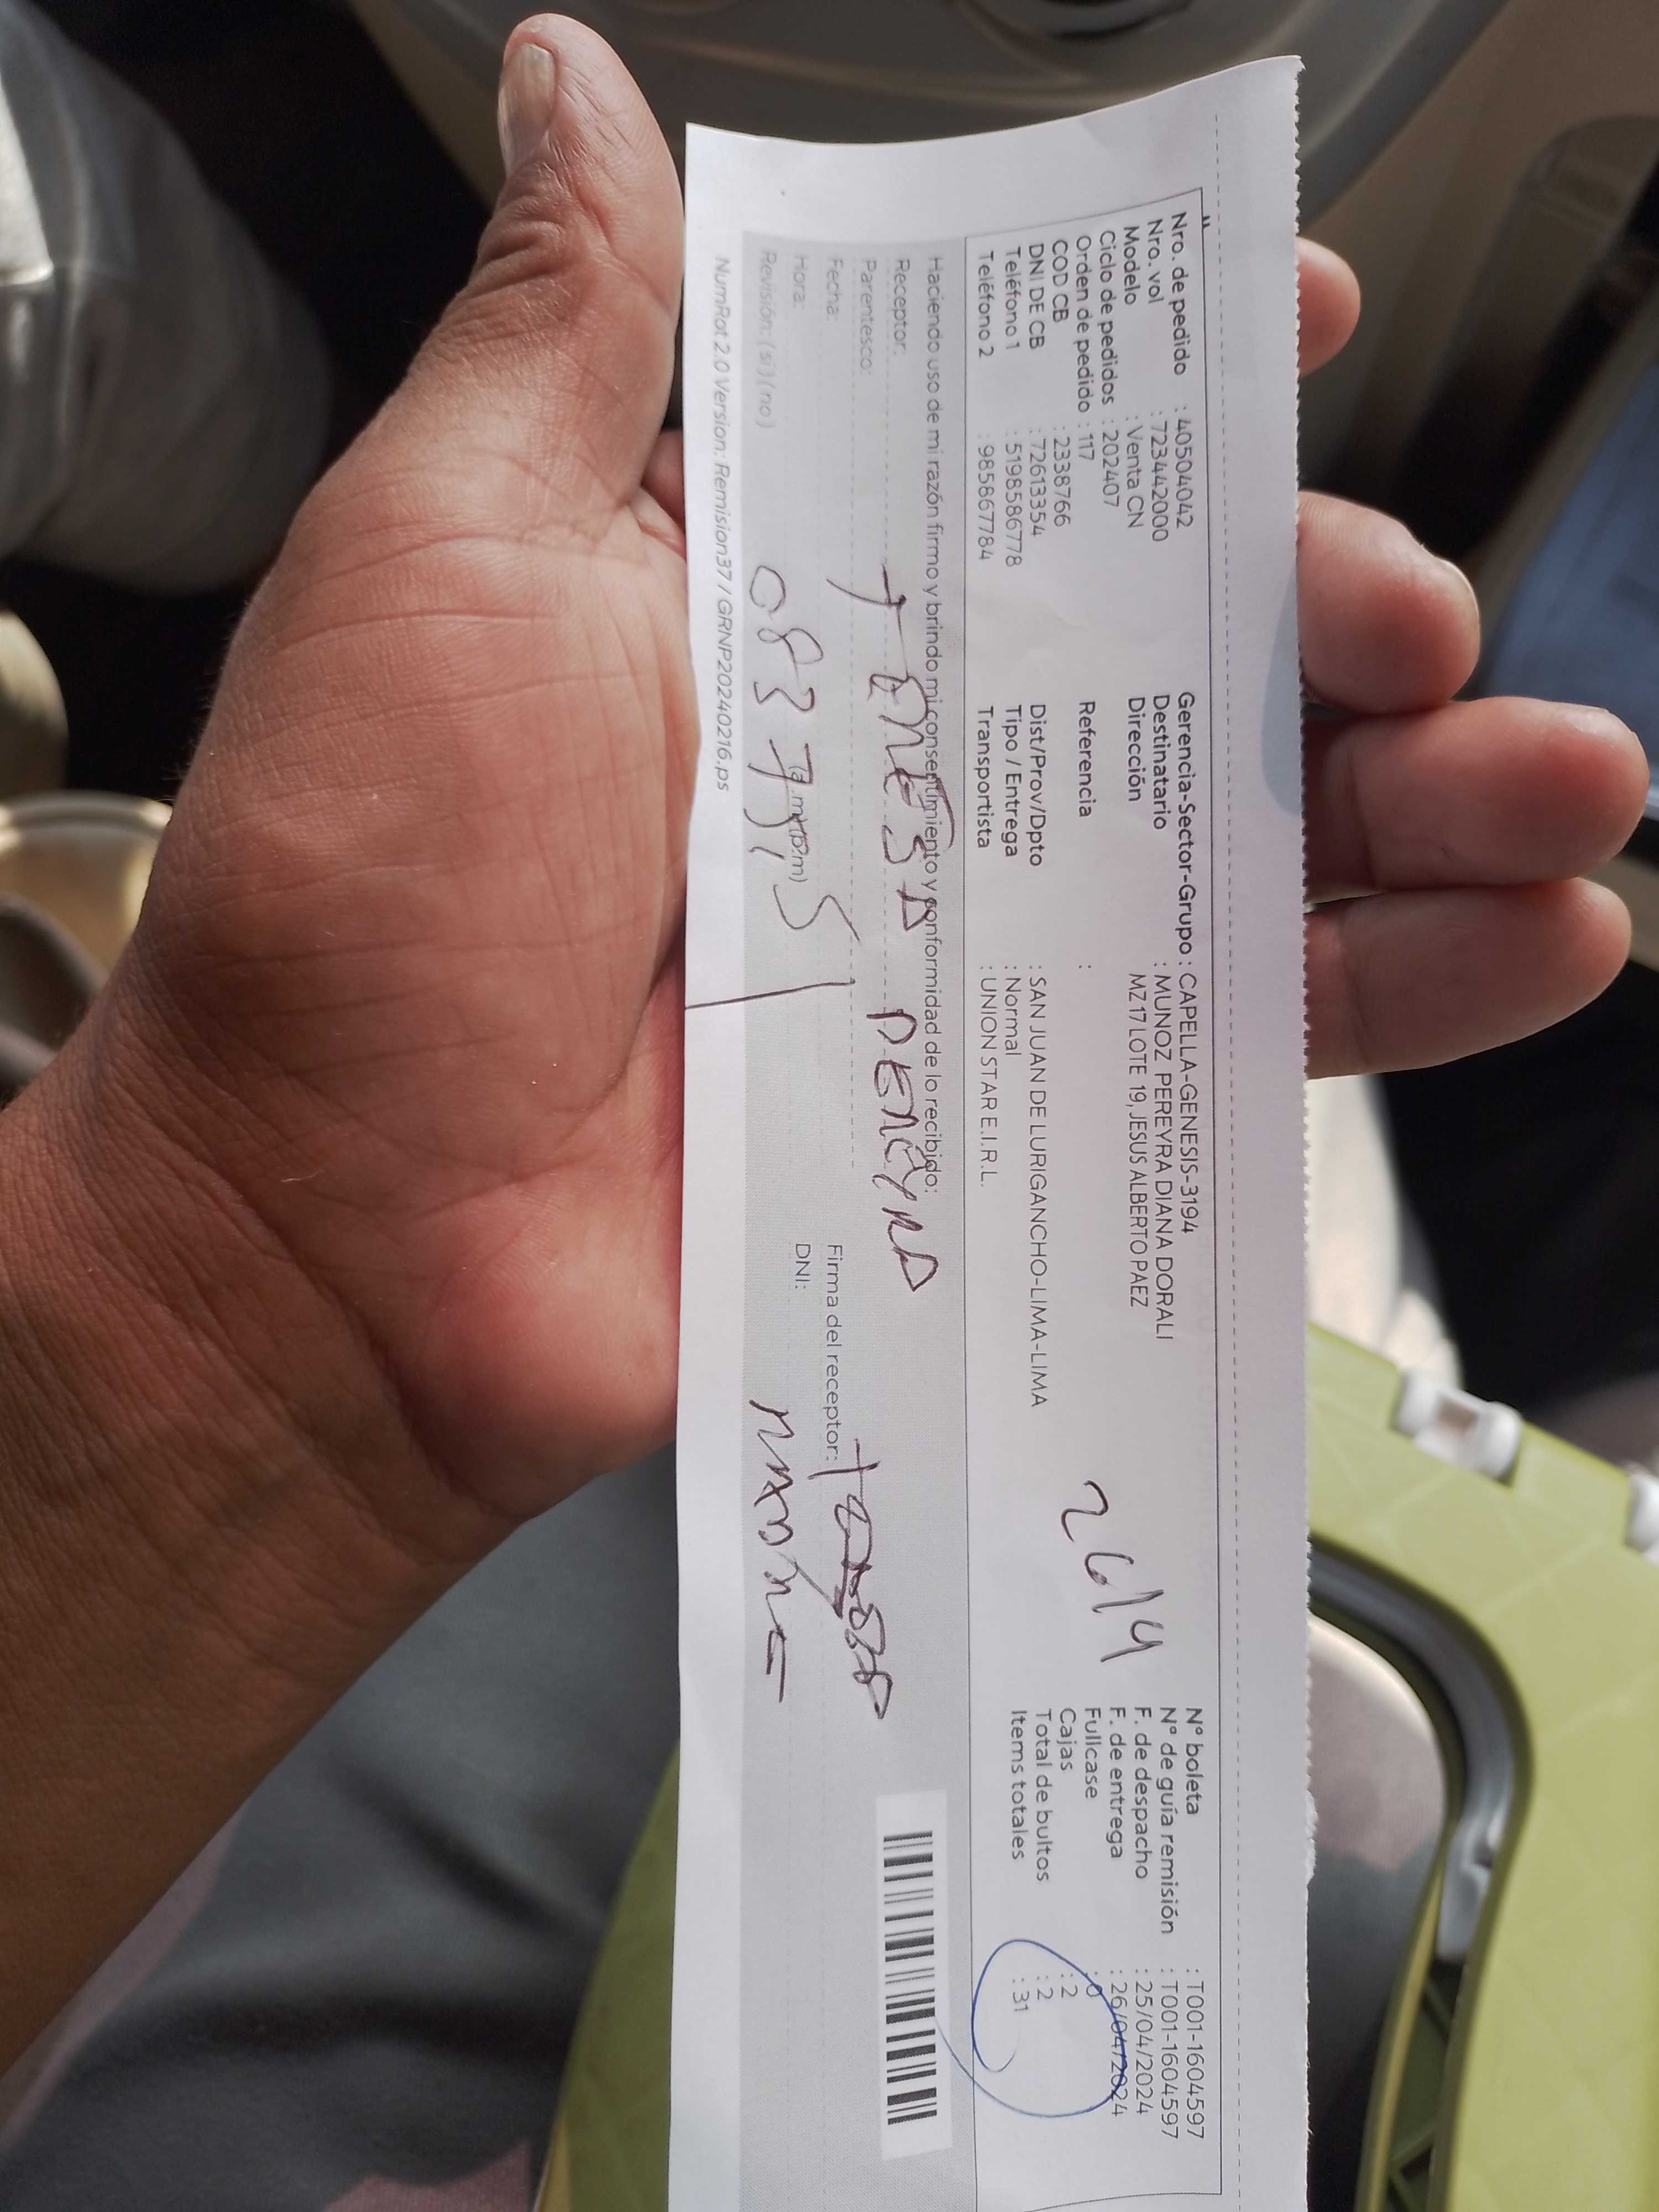 Nro. de pedido : 40504042
Nro. vol : 723442000
Modelo : Venta CN
Ciclo de pedidos : 202407
Orden de pedido : 117
COD CB : 2338766
DNI DE CB : 72613354
Teléfono 1 : 5198586778
Teléfono 2 : 985867784
Gerencia-Sector-Grupo : CAPELLA-GENESIS-3194
Destinatario : MUNOZ PEREYRA DIANA DORALI
Dirección MZ 17 LOTE 19, JESUS ALBERTO PAEZ
Referencia :
Dist/Prov/Dpto : SAN JUAN DE LURIGANCHO-LIMA-LIMA
Tipo / Entrega : Normal
Transportista : UNION STAR E.I.R.L.
2614
N° boleta : T001-1604597
N° de guía remisión : T001-1604597
F. de despacho : 25/04/2024
F. de entrega : 26/04/2024
Fullcase : 0
Cajas : 2
Total de bultos : 2
Items totales : 31
Haciendo uso de mi razón firmo y brindo mi consentimiento y conformidad de lo recibido:
Receptor:
Parentesco:
Fecha:
Hora: (a.m) (p.m)
Revisión: (si) (no)
Firma del receptor:
DNI:
NumRot 2.0 Version: Remision37 / GRNP20240216.ps